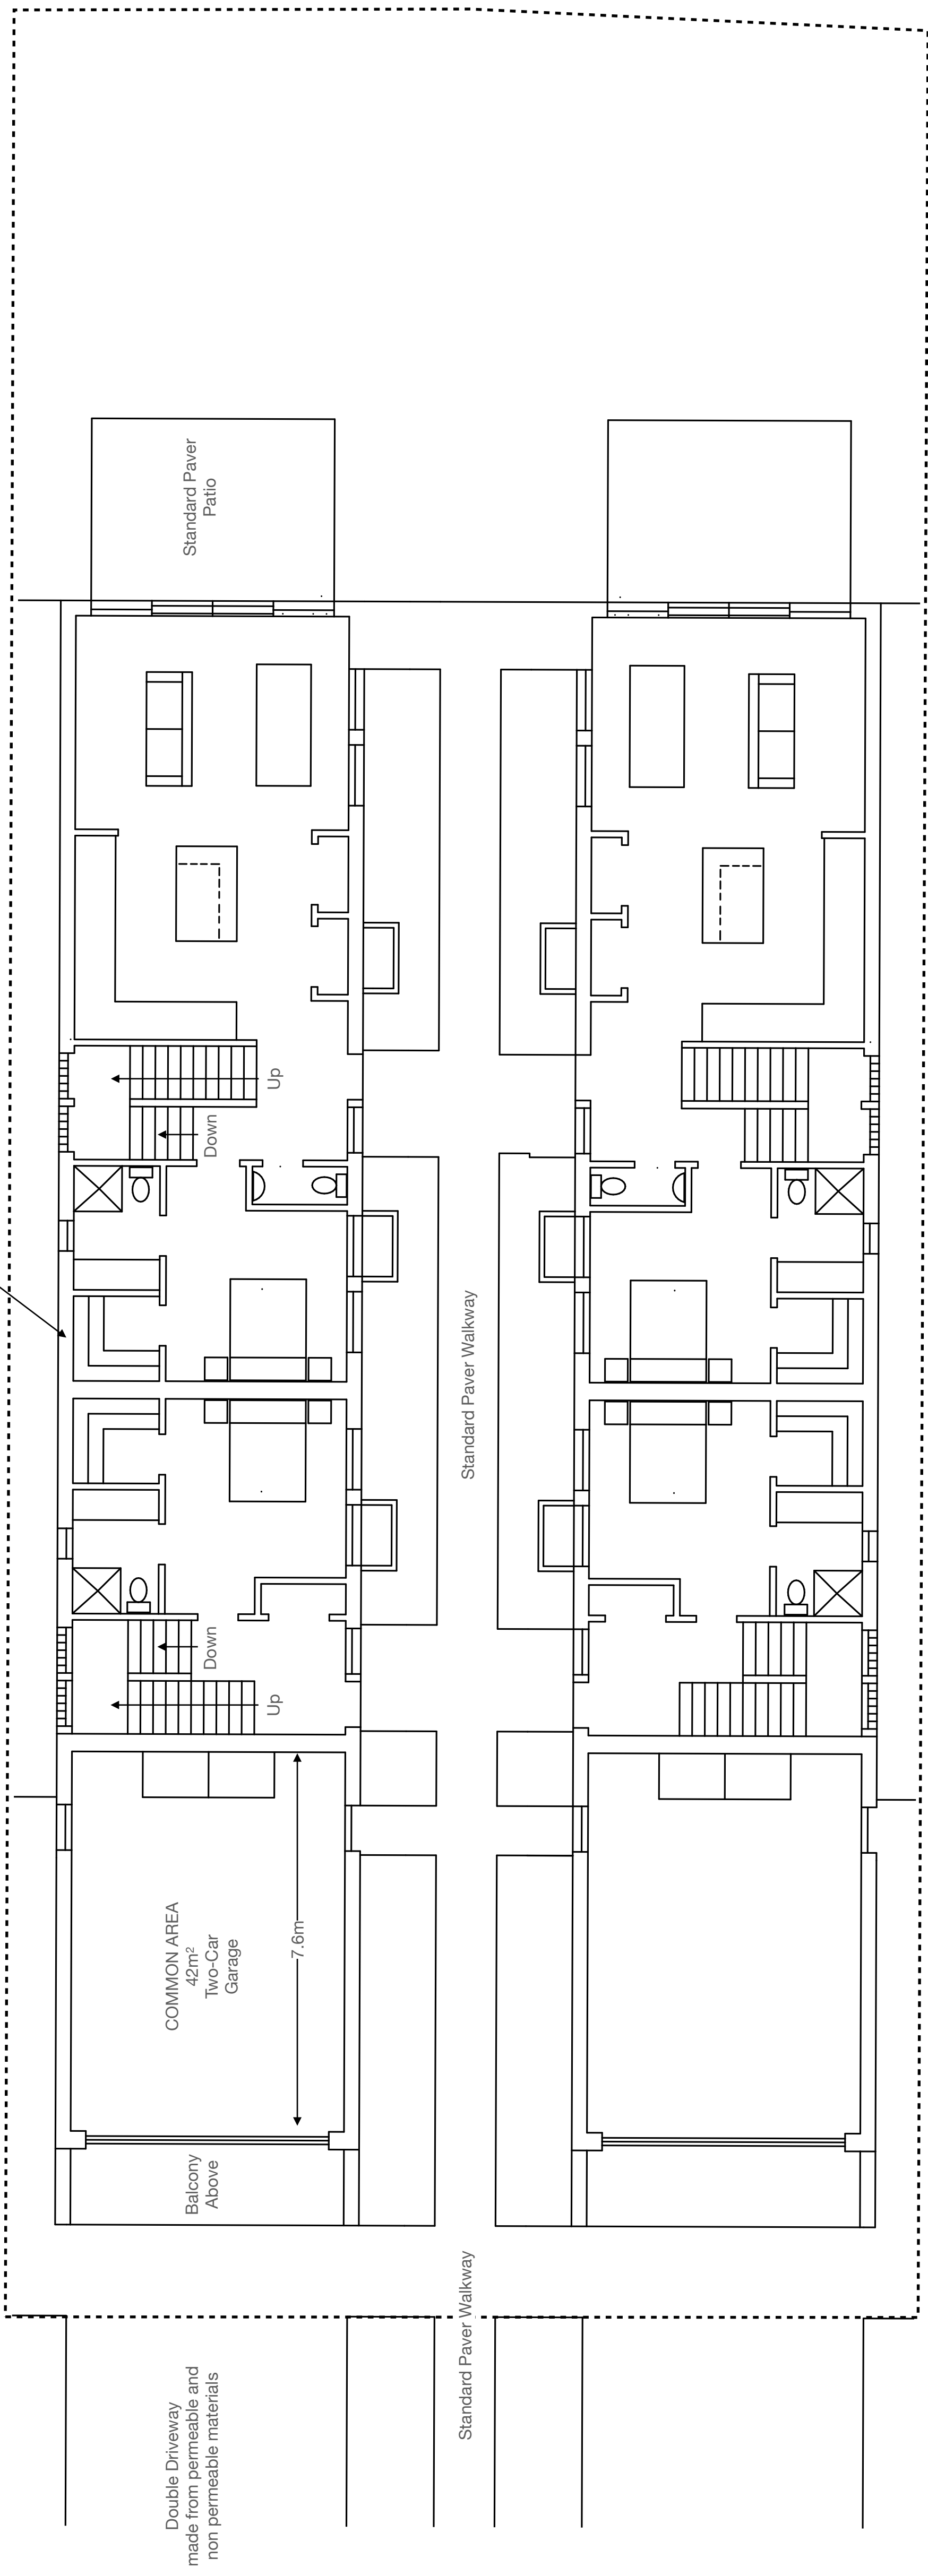 Standard Paver
Patio
Up
Down
Standard Paver Walkway
Down
Up
COMMON AREA
42m²
Two-Car
Garage
7.6m
Balcony
Above
Standard Paver Walkway
Double Driveway
made from permeable and
non permeable materials